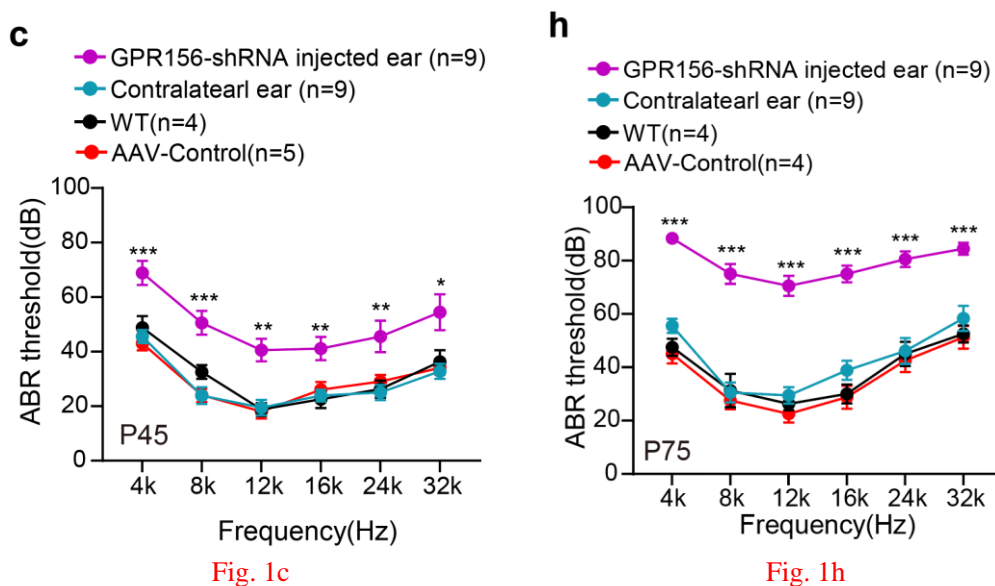 c
GPR156-shRNA injected ear (n=9)
Contralatearl ear (n=9)
WT(n=4)
AAV-Control(n=5)
100
80
60
40
20
0
ABR threshold(dB)
***
***
**
**
**
*
P45
4k 8k 12k 16k 24k 32k
Frequency(Hz)
Fig. 1c
h
GPR156-shRNA injected ear (n=9)
Contralatearl ear (n=9)
WT(n=4)
AAV-Control(n=4)
100
80
60
40
20
0
ABR threshold(dB)
***
***
***
***
***
***
P75
4k 8k 12k 16k 24k 32k
Frequency(Hz)
Fig. 1h